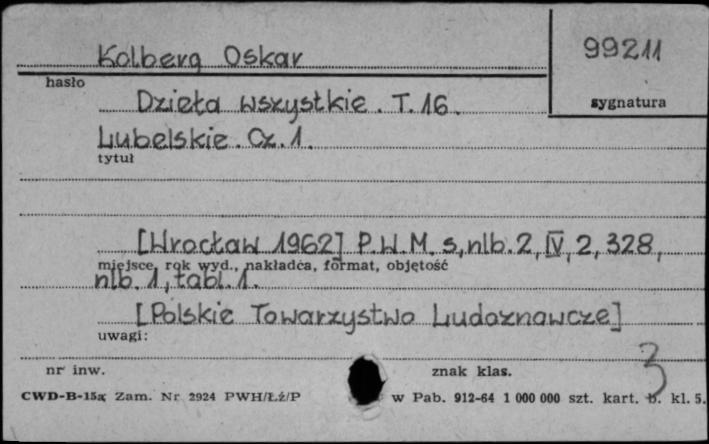 Kolberg Oskar
99211
hasło
sygnatura
Dzieła wszystkie. T. 16.
Lubelskie. Cz. 1.
tytuł
[Wrocław 1962] P.W.M. s, nlb. 2, IV, 2, 328,
miejsce, rok wyd., nakładca, format, objętość
nlb. 1, tabl. 1.
[Polskie Towarzystwo Ludoznawcze]
uwagi:
nr inw.
znak klas.
3
CWD-B-15a; Zam. Nr 2924 PWH/Łź/P w Pab. 912-64 1 000 000 szt. kart. b. kl. 5.